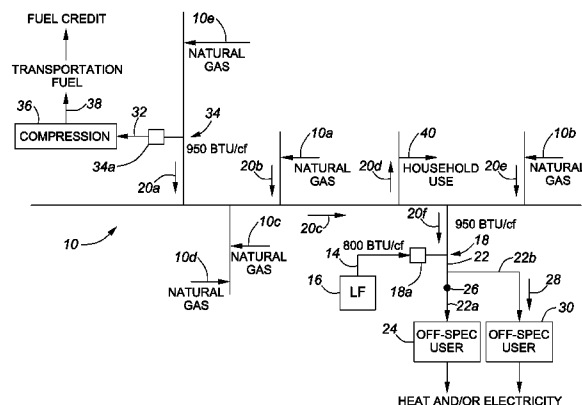 FUEL CREDIT
TRANSPORTATION
FUEL
10e
NATURAL
GAS
36
38
32
34
COMPRESSION
34a
950 BTU/cf
20a
20b
10a
NATURAL
GAS
20d
40
HOUSEHOLD
USE
20e
10b
NATURAL
GAS
10
10d
NATURAL
GAS
10c
NATURAL
GAS
20c
20f
950 BTU/cf
14
800 BTU/cf
18
22
22b
16
LF
18a
26
22a
28
24
OFF-SPEC
USER
OFF-SPEC
USER
30
HEAT AND/OR ELECTRICITY